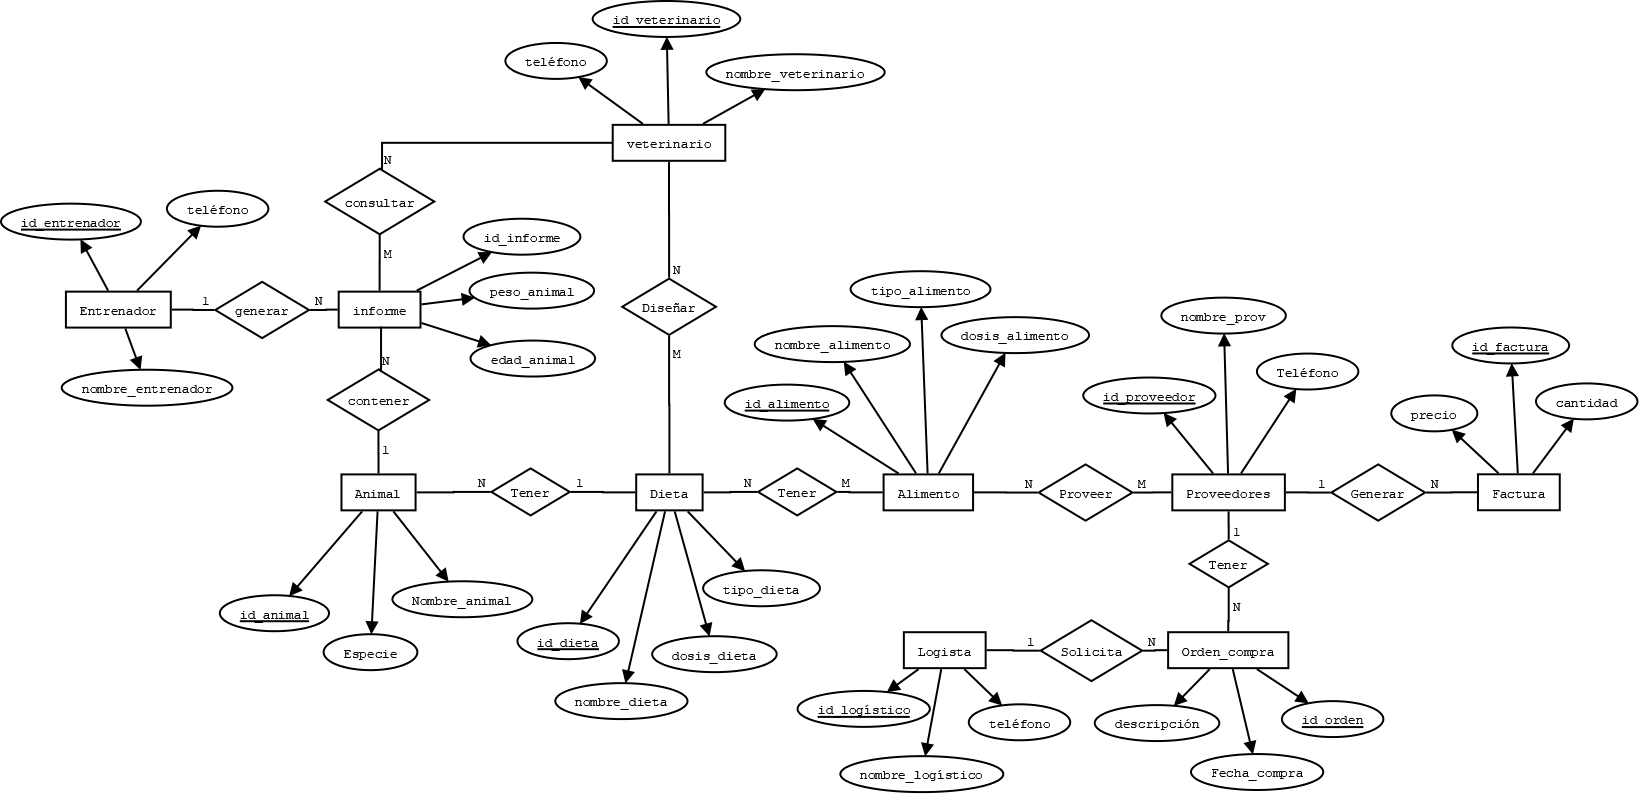 id_veterinario
teléfono
nombre_veterinario
veterinario
N
consultar
M
id_entrenador
teléfono
Entrenador
1
generar
N
informe
nombre_entrenador
id_informe
peso_animal
edad_animal
N
contener
1
N
Diseñar
M
tipo_alimento
nombre_alimento
dosis_alimento
id_alimento
nombre_prov
Teléfono
id_proveedor
id_factura
precio
cantidad
Animal
N
Tener
1
Dieta
N
Tener
M
Alimento
N
Proveer
M
Proveedores
1
Generar
N
Factura
1
Tener
N
id_animal
Especie
Nombre_animal
id_dieta
nombre_dieta
dosis_dieta
tipo_dieta
Logista
1
Solicita
N
Orden_compra
id_logístico
nombre_logístico
teléfono
descripción
Fecha_compra
id_orden